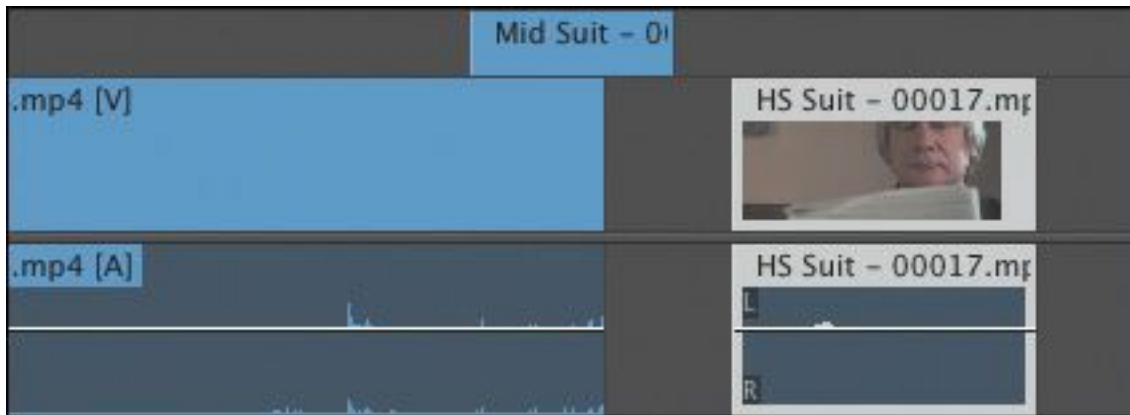 Mid Suit – 0
.mp4 [V]
HS Suit – 00017.mp
.mp4 [A]
HS Suit – 00017.mp
L
R